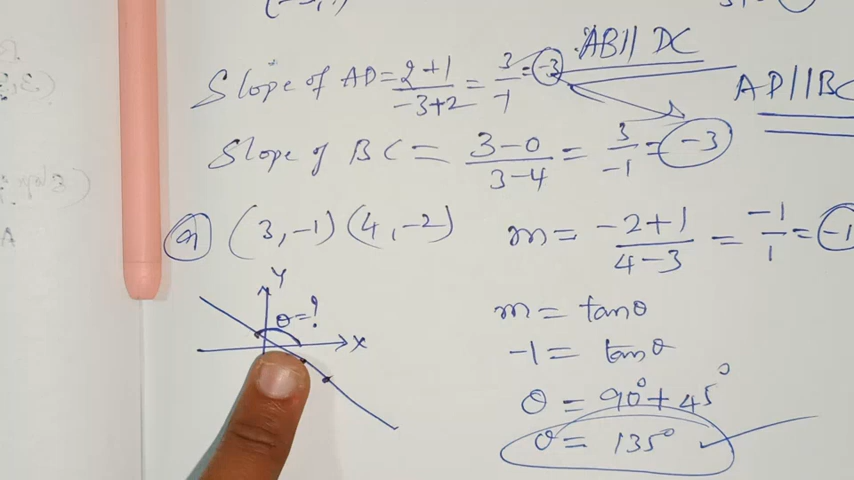 AB // DC
Slope of AD = 2+1/-3+2 = 3/-1 = -3
AD // BC
Slope of BC = 3-0/3-4 = 3/-1 = -3
9) (3,-1) (4,-2) m = -2+1/4-3 = -1/1 = -1
Y
θ=?
X
m = tanθ
-1 = tanθ
θ = 90°+45°
θ = 135°